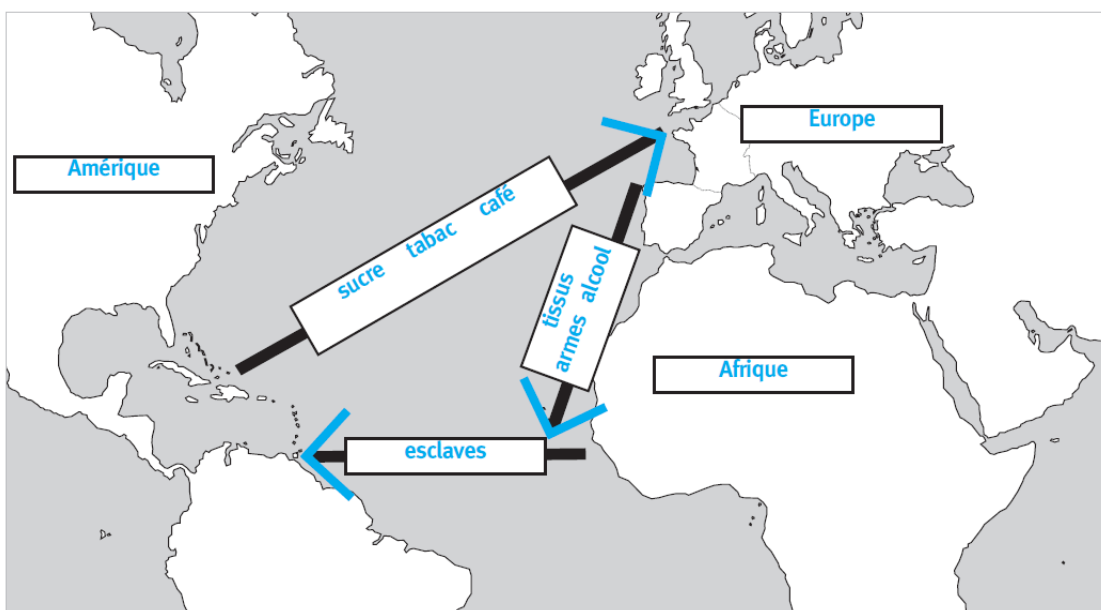 Europe
Amérique
sucre tabac café
tissus
armes alcool
Afrique
esclaves